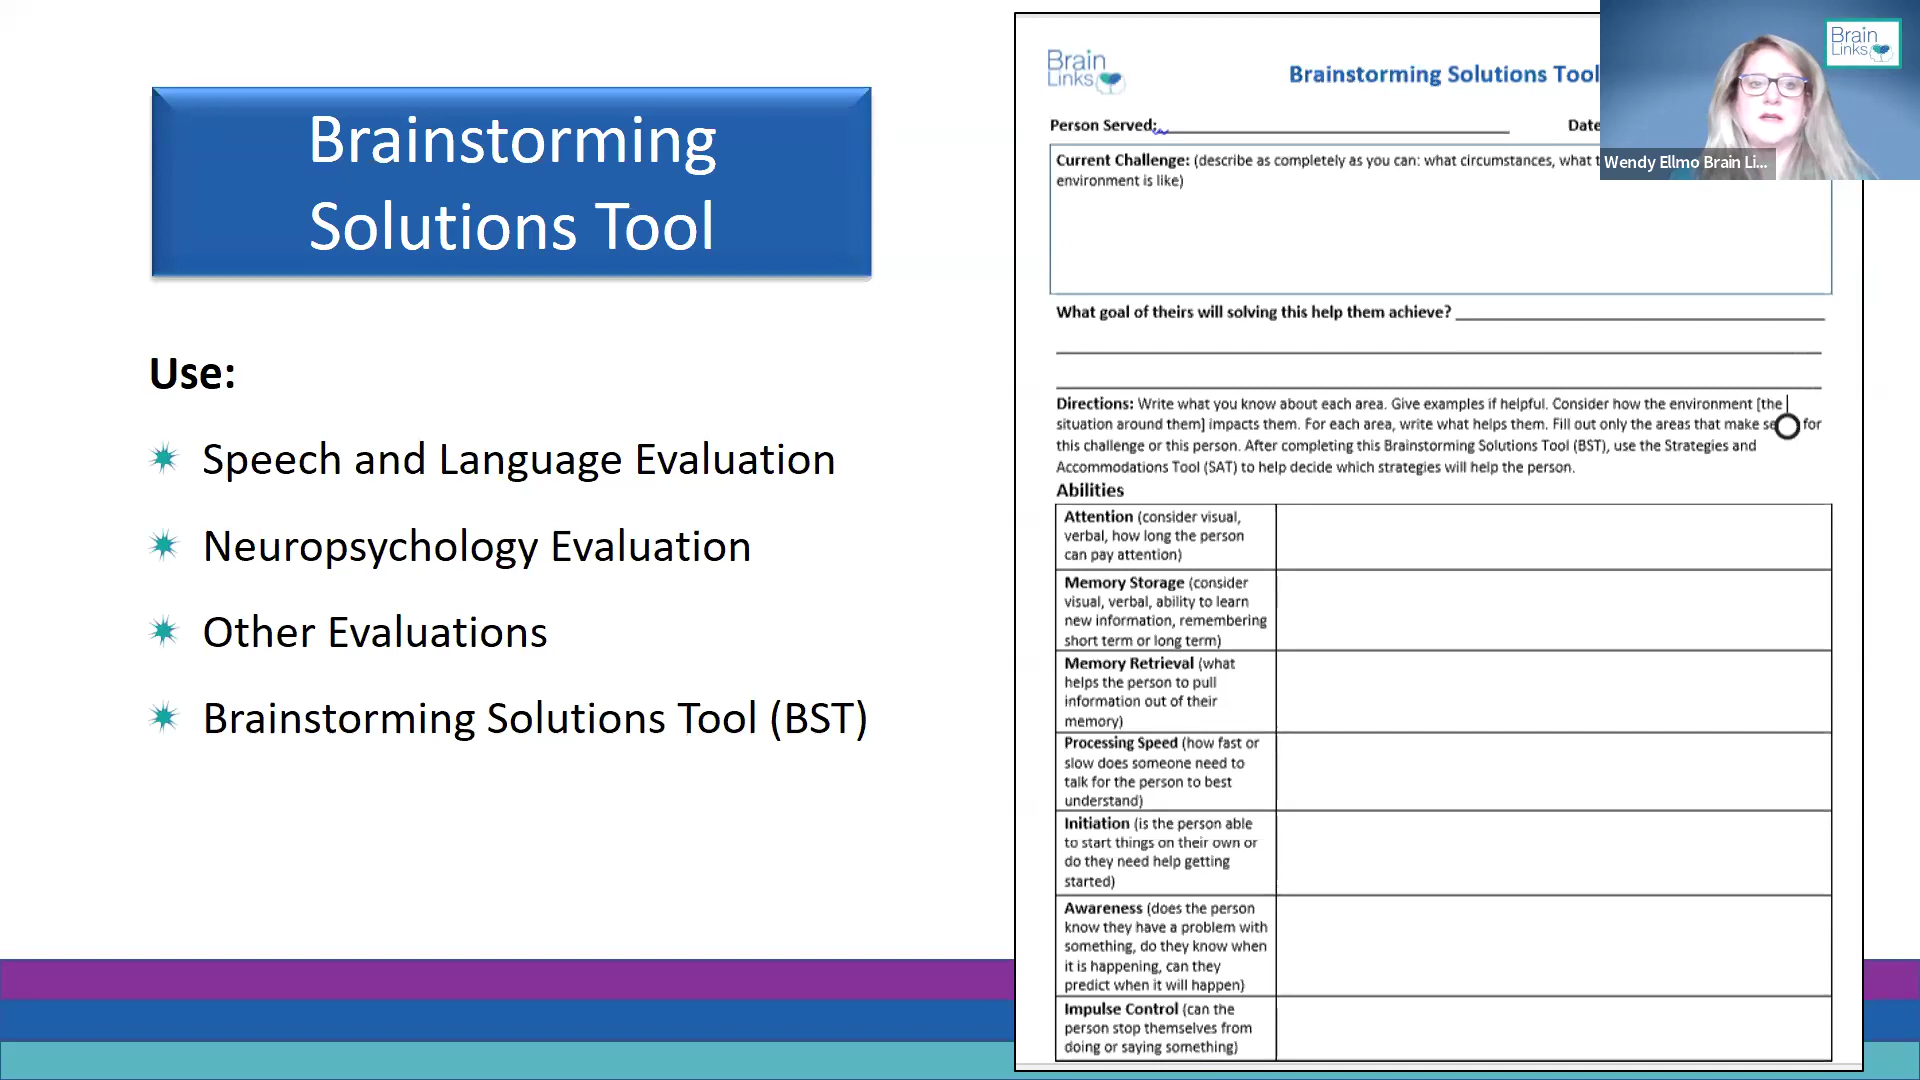 Brainstorming
Solutions Tool
Use:
Speech and Language Evaluation
Neuropsychology Evaluation
Other Evaluations
Brainstorming Solutions Tool (BST)
Brain
Links
Brainstorming Solutions Tool
Person Served:
Date
Current Challenge: (describe as completely as you can: what circumstances, what
environment is like)
What goal of theirs will solving this help them achieve?
Directions: Write what you know about each area. Give examples if helpful. Consider how the environment [the
situation around them] impacts them. For each area, write what helps them. Fill out only the areas that make for
this challenge or this person. After completing this Brainstorming Solutions Tool (BST), use the Strategies and
Accommodations Tool (SAT) to help decide which strategies will help the person.
Abilities
Attention (consider visual,
verbal, how long the person
can pay attention)
Memory Storage (consider
visual, verbal, ability to learn
new information, remembering
short term or long term)
Memory Retrieval (what
helps the person to pull
information out of their
memory)
Processing Speed (how fast or
slow does someone need to
talk for the person to best
understand)
Initiation (is the person able
to start things on their own or
do they need help getting
started)
Awareness (does the person
know they have a problem with
something, do they know when
it is happening, can they
predict when it will happen)
Impulse Control (can the
person stop themselves from
doing or saying something)
Brain
Links
Wendy Ellmo Brain Li...